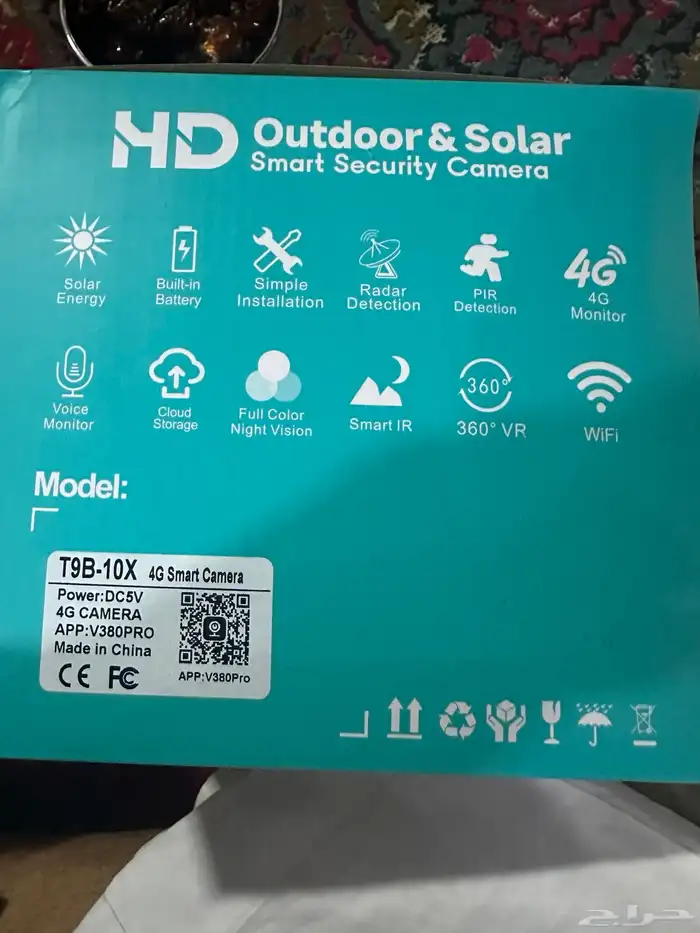 HD Outdoor & Solar
Smart Security Camera
Solar Energy
Built-in Battery
Simple Installation
Radar Detection
PIR Detection
4G
4G Monitor
Voice Monitor
Cloud Storage
Full Color Night Vision
Smart IR
360°
360° VR
WiFi
Model:
T9B-10X 4G Smart Camera
Power:DC5V
4G CAMERA
APP:V380PRO
Made in China
CE FC
APP:V380Pro
حراج